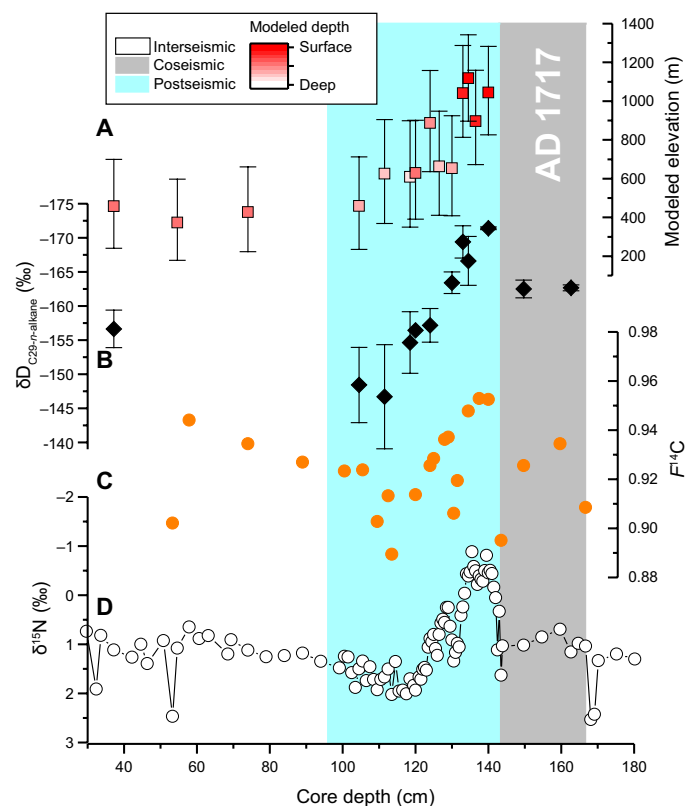 Interseismic
Coseismic
Postseismic
Modeled depth
Surface
Deep
A
AD 1717
1400
1200
1000
800
600
400
200
Modeled elevation (m)
−175
−170
−165
−160
−155
−150
−145
−140
δD C29-n-alkane (‰)
B
0.98
0.96
0.94
0.92
0.90
0.88
F14C
C
−2
−1
0
1
2
3
δ15N (‰)
D
40 60 80 100 120 140 160 180
Core depth (cm)